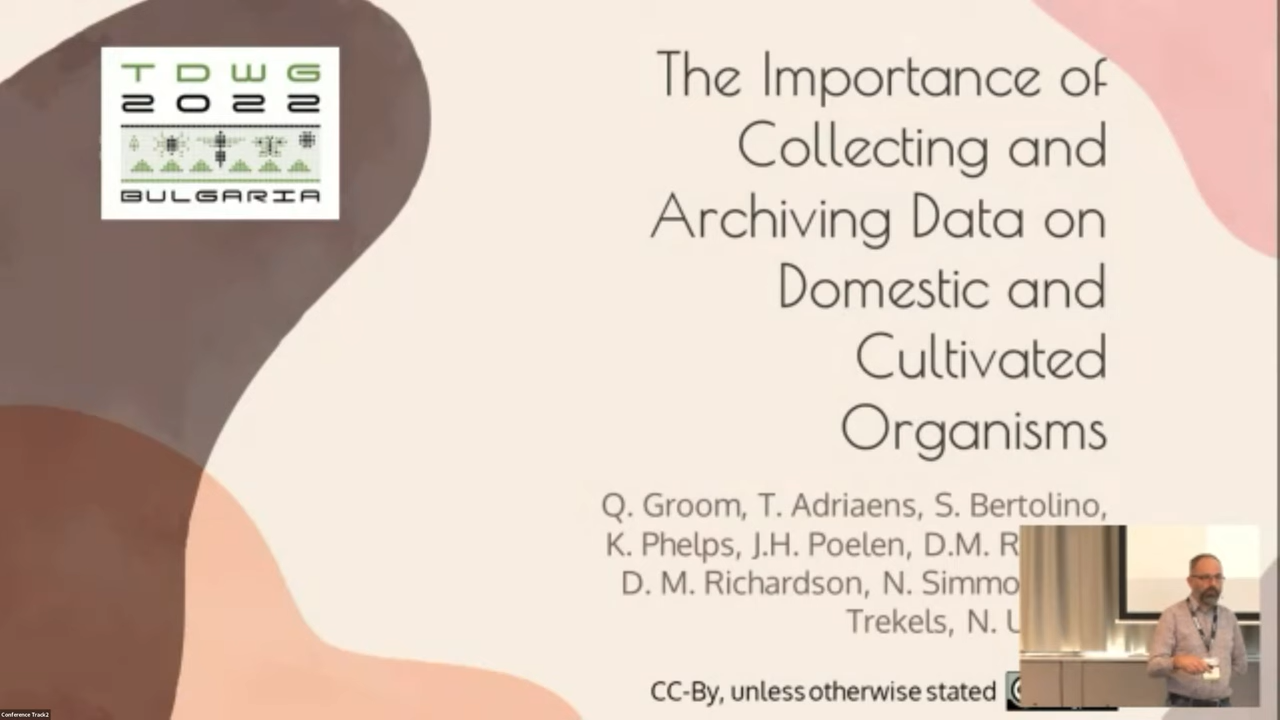 TDWG
2022
BULGARIA
The Importance of
Collecting and
Archiving Data on
Domestic and
Cultivated
Organisms
Q. Groom, T. Adriaens, S. Bertolino,
K. Phelps, J.H. Poelen, D.M.
D. M. Richardson, N.
Trekels, N.
CC-By, unless otherwise stated
Conference Track2